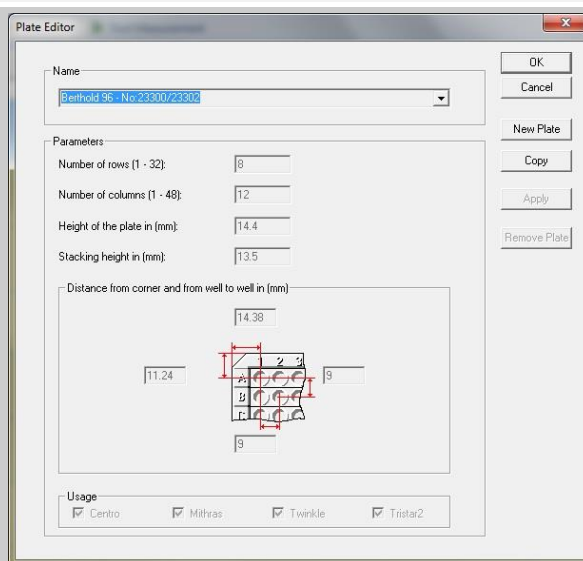 Plate Editor
OK
Name
Berthold 96 - No:23300/23302
Cancel
New Plate
Parameters
Number of rows (1 - 32): 8
Copy
Number of columns (1 - 48): 12
Apply
Height of the plate in (mm): 14.4
Remove Plate
Stacking height in (mm): 13.5
Distance from corner and from well to well in (mm)
14.38
1 2 3
11.24 A 9
B
C
9
Usage
Centro Mithras Twinkle Tristar2